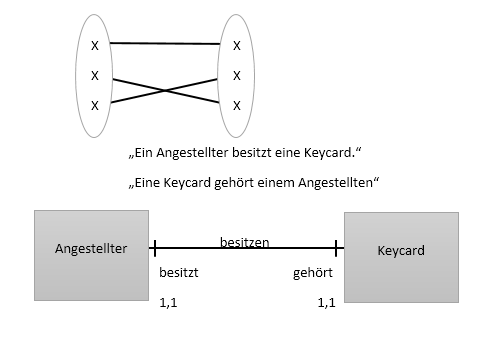 X X
X X
X X
„Ein Angestellter besitzt eine Keycard.“
„Eine Keycard gehört einem Angestellten“
Angestellter besitzen Keycard
besitzt gehört
1,1 1,1